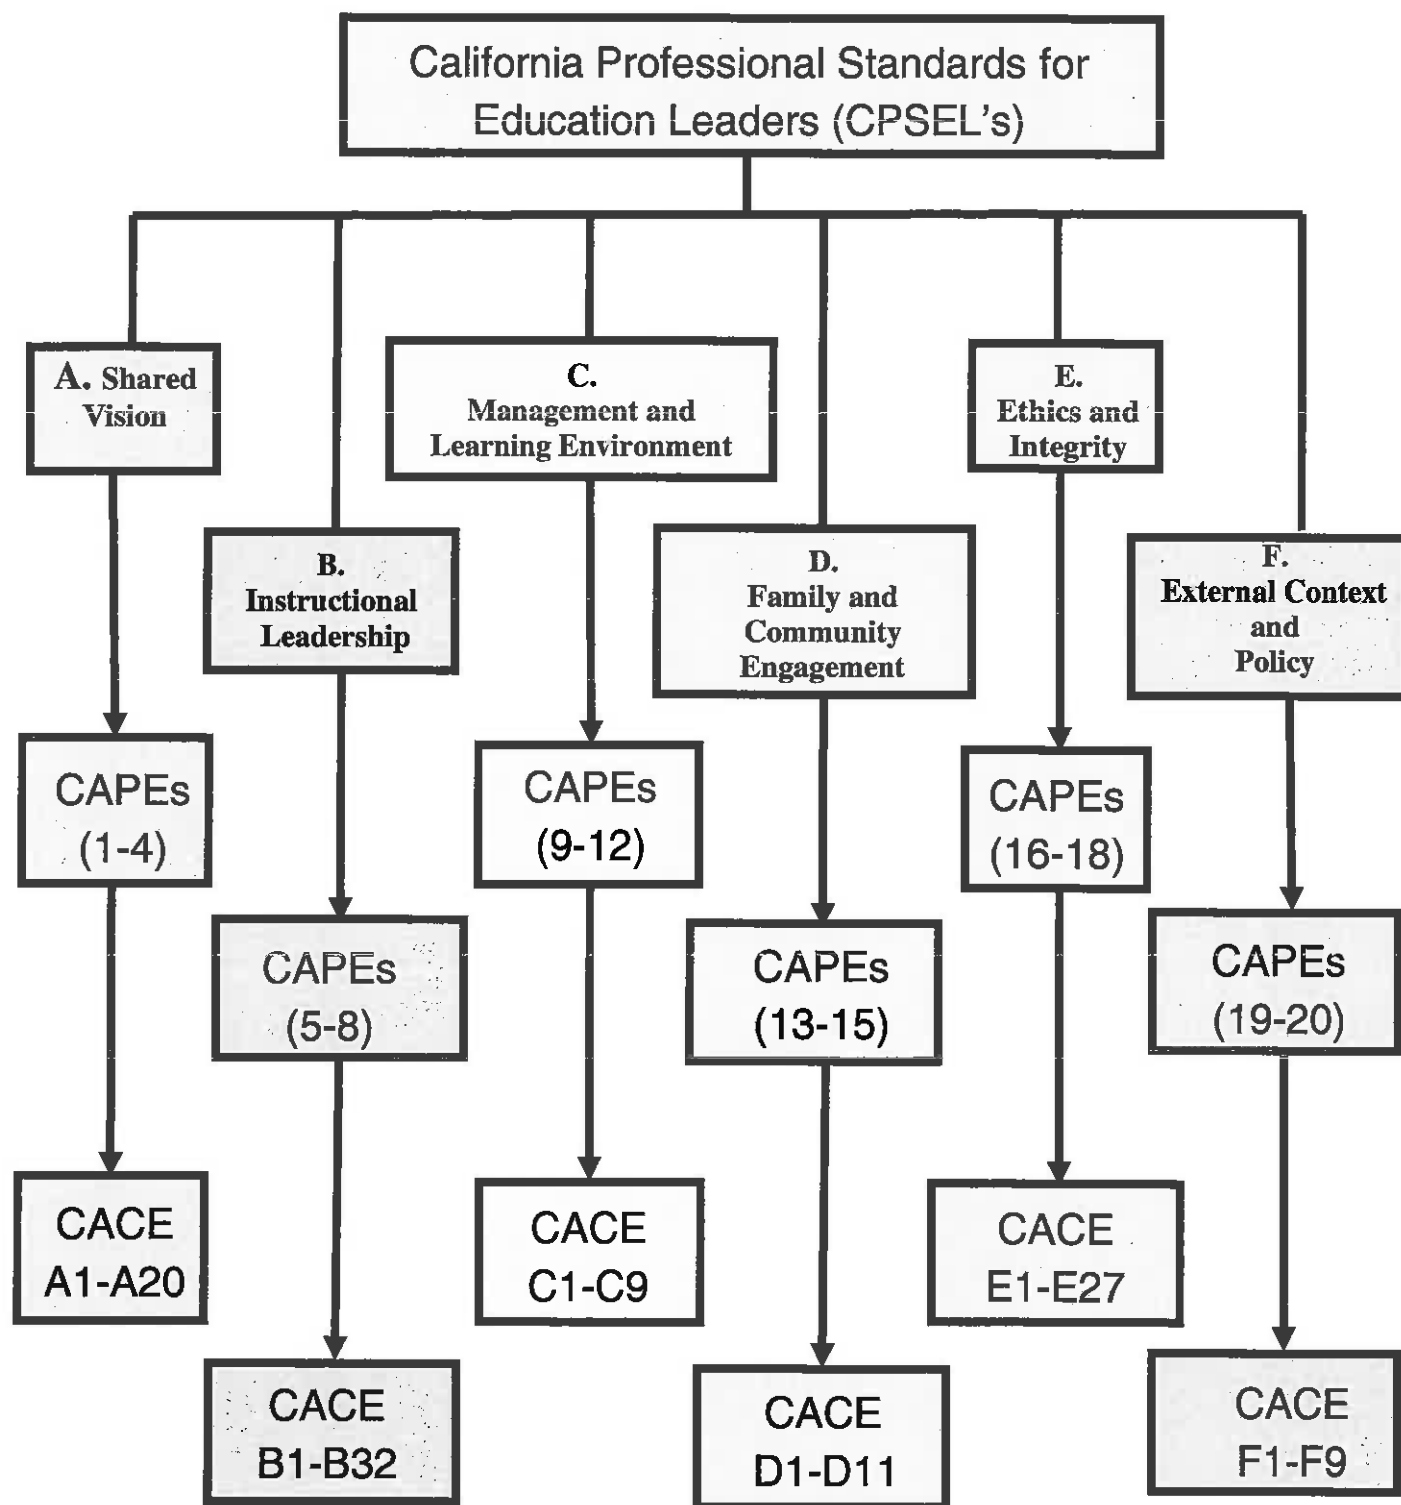 California Professional Standards for
Education Leaders (CPSEL's)
A. Shared
Vision
B.
Instructional
Leadership
C.
Management and
Learning Environment
D.
Family and
Community
Engagement
E.
Ethics and
Integrity
F.
External Context
and
Policy
CAPEs
(1-4)
CAPEs
(5-8)
CAPEs
(9-12)
CAPEs
(13-15)
CAPEs
(16-18)
CAPEs
(19-20)
CACE
A1-A20
CACE
B1-B32
CACE
C1-C9
CACE
D1-D11
CACE
E1-E27
CACE
F1-F9